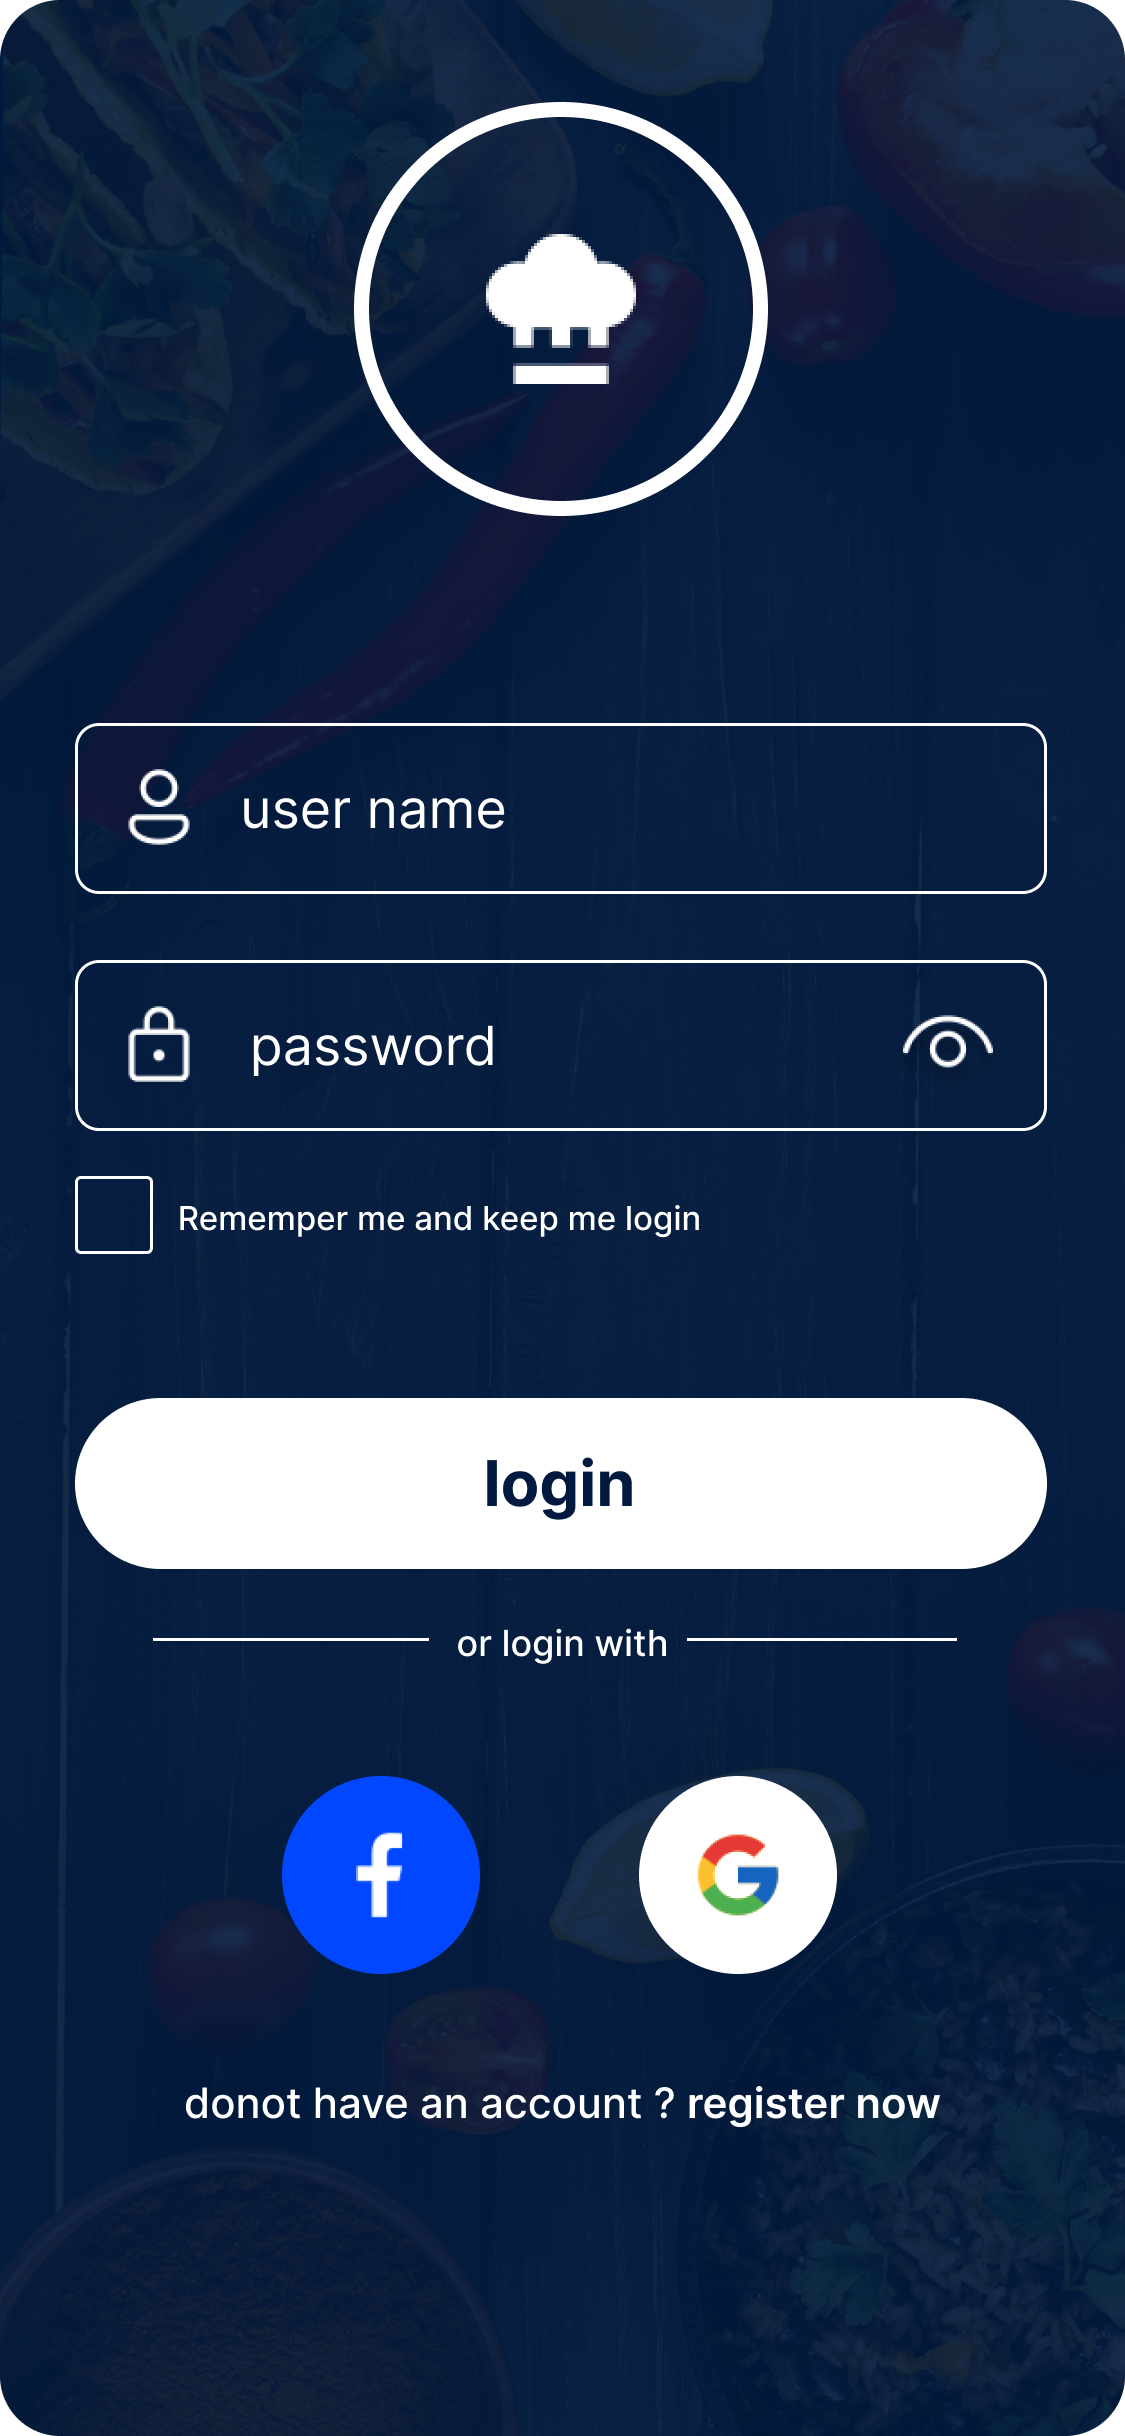 user name
password
Rememper me and keep me login
login
or login with
donot have an account ? register now